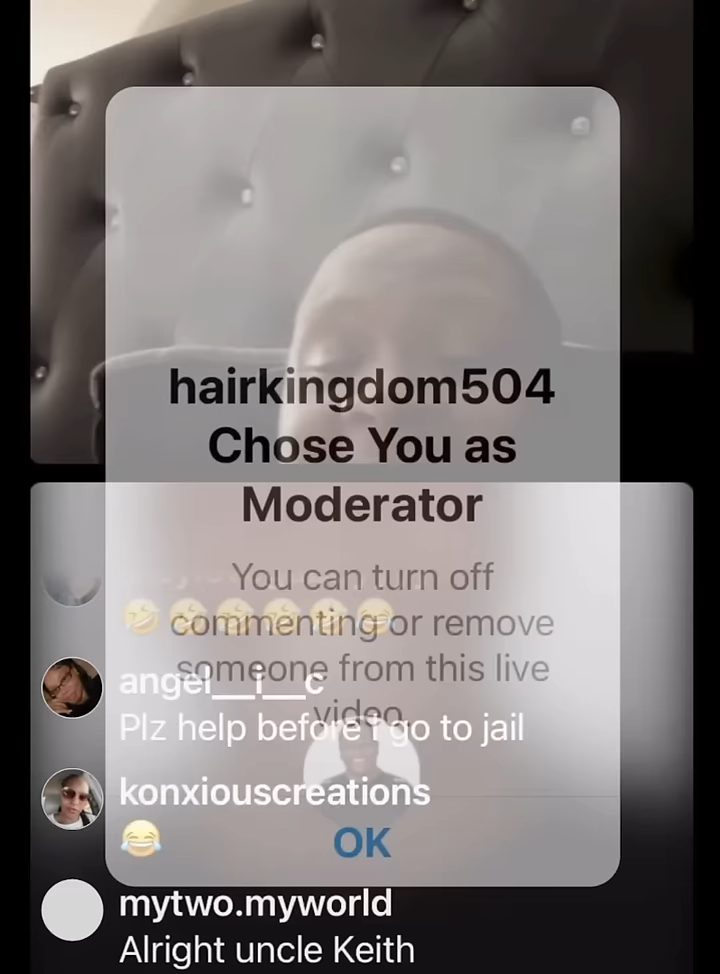 hairkingdom504
Chose You as
Moderator
You can turn off
commenting or remove
someone from this live
video.
🤣🤣🤣🤣🤣😂
angel__i__c
Plz help before i go to jail
konxiouscreations
😂
OK
mytwo.myworld
Alright uncle Keith